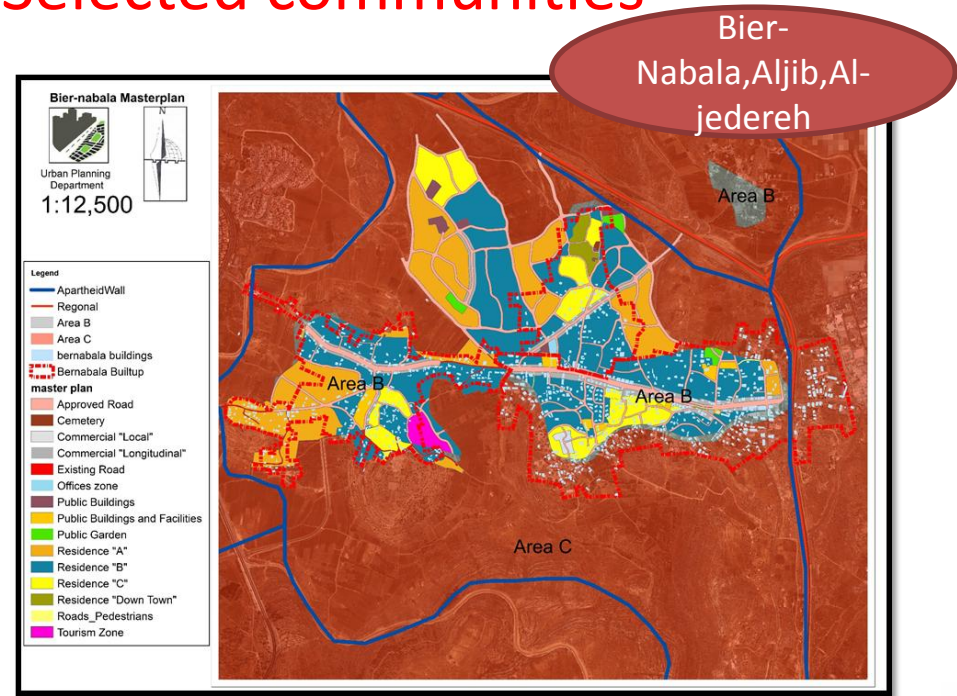 Selected communities
Bier-
Nabala,Aljib,Al-
jedereh
Bier-nabala Masterplan
N
Urban Planning
Department
1:12,500
Legend
ApartheidWall
Regional
Area B
Area C
bernabala buildings
Bernabala Builtup
master plan
Approved Road
Cemetery
Commercial "Local"
Commercial "Longitudinal"
Existing Road
Offices zone
Public Buildings
Public Buildings and Facilities
Public Garden
Residence "A"
Residence "B"
Residence "C"
Residence "Down Town"
Roads_Pedestrians
Tourism Zone
Area B
Area B
Area B
Area C